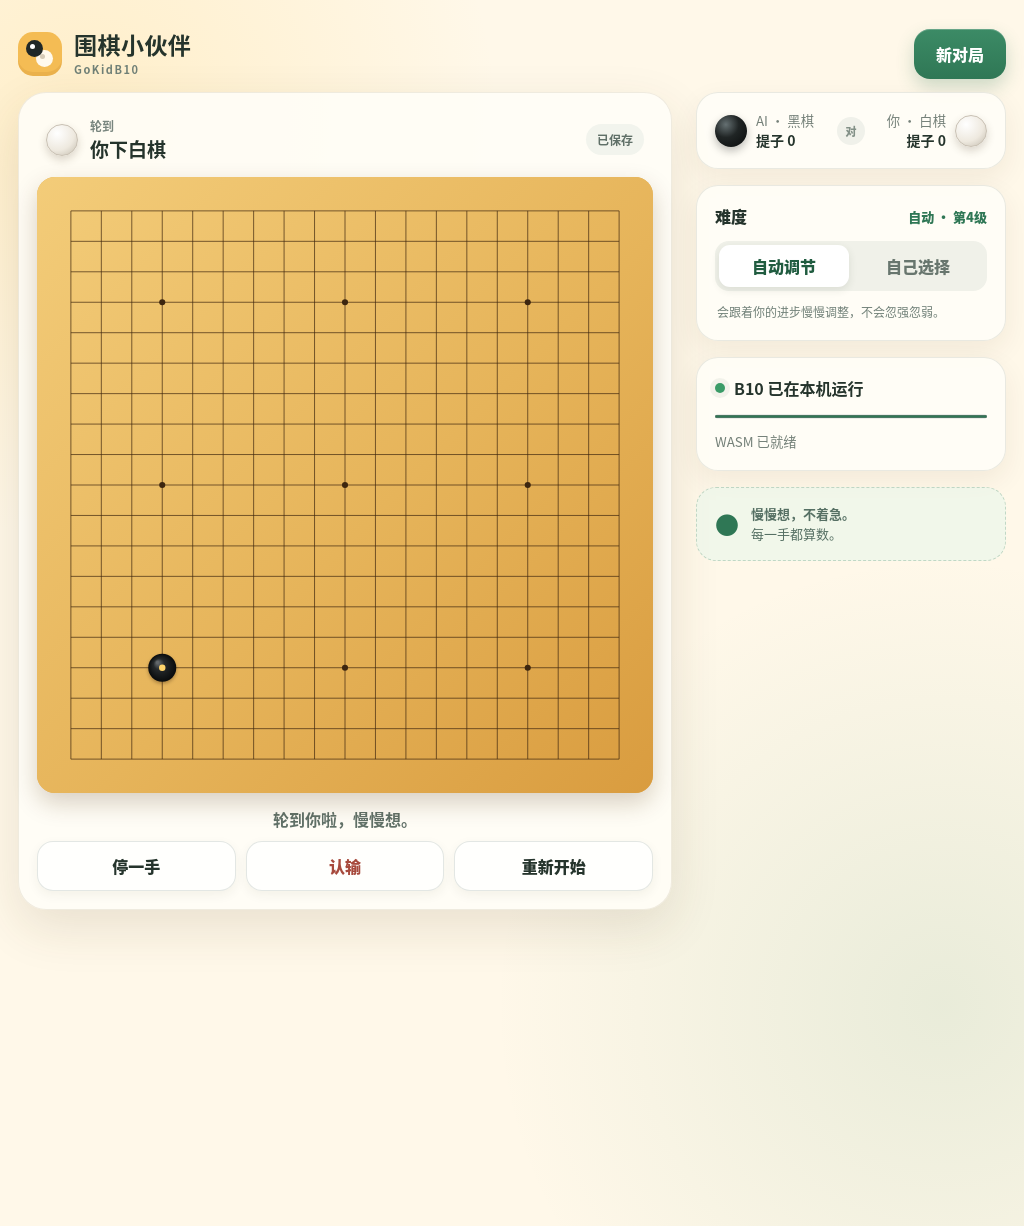 围棋小伙伴
GoKidB10
新对局
轮到
你下白棋
已保存
AI · 黑棋
提子 0
对
你 · 白棋
提子 0
难度
自动 · 第4级
自动调节
自己选择
会跟着你的进步慢慢调整，不会忽强忽弱。
B10 已在本机运行
WASM 已就绪
慢慢想，不着急。
每一手都算数。
轮到你啦，慢慢想。
停一手
认输
重新开始